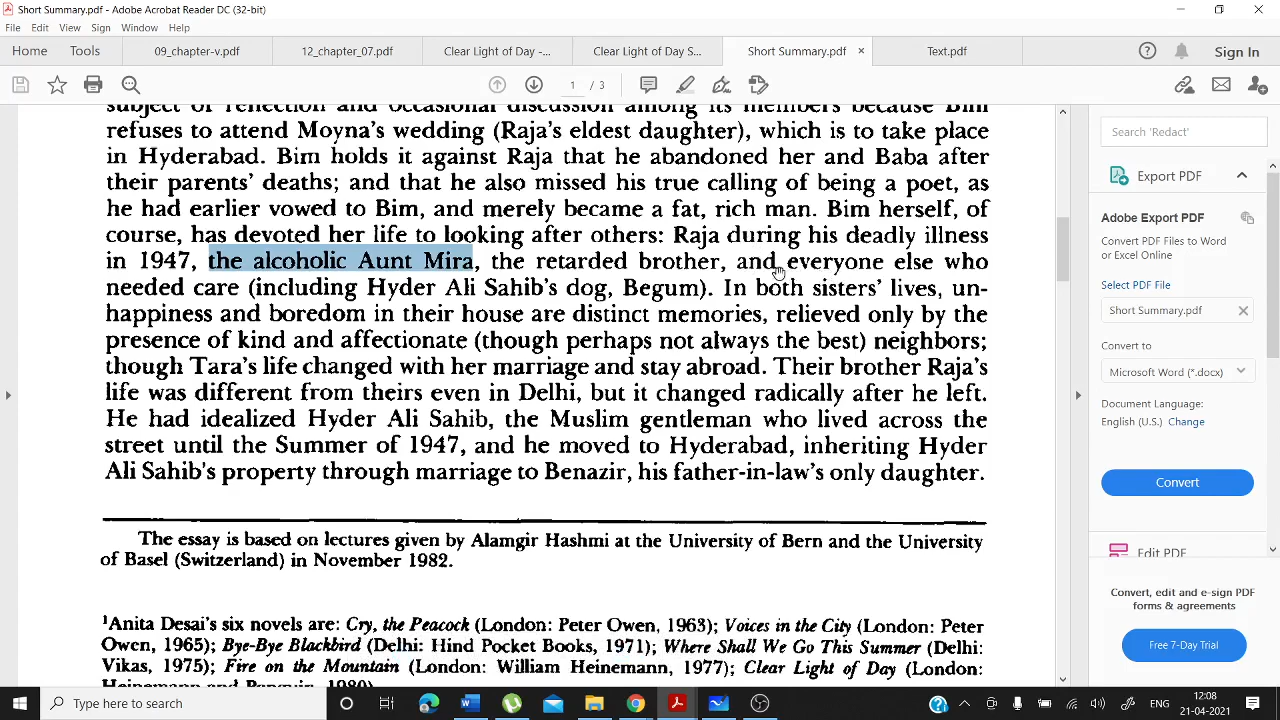 Short Summary.pdf - Adobe Acrobat Reader DC (32-bit)
File Edit View Sign Window Help
Home Tools 09_chapter-v.pdf 12_chapter_07.pdf Clear Light of Day -... Clear Light of Day S... Short Summary.pdf × Text.pdf Sign In
1 / 3
subject of reflection and occasional discussion among its members because Bim
refuses to attend Moyna's wedding (Raja's eldest daughter), which is to take place
in Hyderabad. Bim holds it against Raja that he abandoned her and Baba after
their parents' deaths; and that he also missed his true calling of being a poet, as
he had earlier vowed to Bim, and merely became a fat, rich man. Bim herself, of
course, has devoted her life to looking after others: Raja during his deadly illness
in 1947, the alcoholic Aunt Mira, the retarded brother, and everyone else who
needed care (including Hyder Ali Sahib's dog, Begum). In both sisters' lives, un-
happiness and boredom in their house are distinct memories, relieved only by the
presence of kind and affectionate (though perhaps not always the best) neighbors;
though Tara's life changed with her marriage and stay abroad. Their brother Raja's
life was different from theirs even in Delhi, but it changed radically after he left.
He had idealized Hyder Ali Sahib, the Muslim gentleman who lived across the
street until the Summer of 1947, and he moved to Hyderabad, inheriting Hyder
Ali Sahib's property through marriage to Benazir, his father-in-law's only daughter.
The essay is based on lectures given by Alamgir Hashmi at the University of Bern and the University
of Basel (Switzerland) in November 1982.
¹Anita Desai's six novels are: Cry, the Peacock (London: Peter Owen, 1963); Voices in the City (London: Peter
Owen, 1965); Bye-Bye Blackbird (Delhi: Hind Pocket Books, 1971); Where Shall We Go This Summer (Delhi:
Vikas, 1975); Fire on the Mountain (London: William Heinemann, 1977); Clear Light of Day (London:
Heinemann and Penguin, 1980).
Search 'Redact'
Export PDF
Adobe Export PDF
Convert PDF Files to Word
or Excel Online
Select PDF File
Short Summary.pdf
Convert to
Microsoft Word (*.docx)
Document Language:
English (U.S.) Change
Convert
Edit PDF
Convert, edit and e-sign PDF
forms & agreements
Free 7-Day Trial
Type here to search
ENG
12:08
21-04-2021